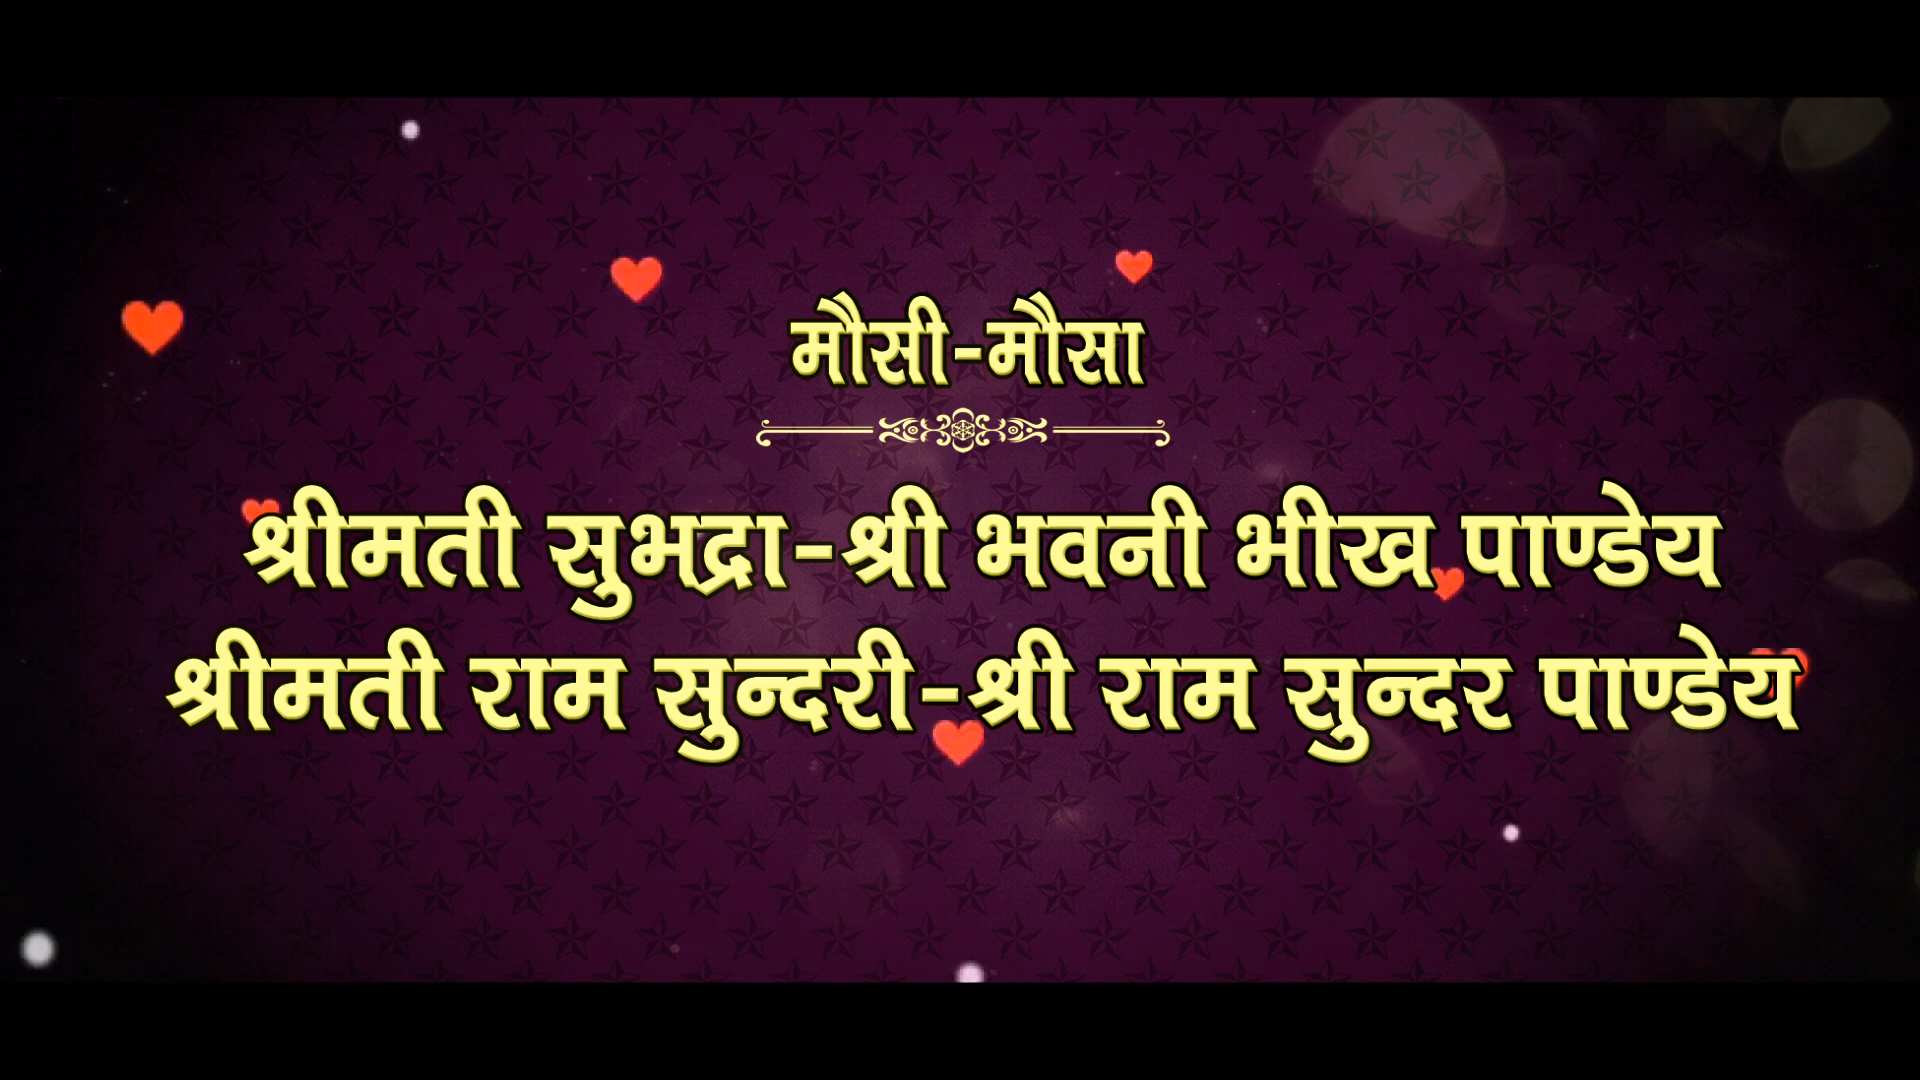 मौसी-मौसा
श्रीमती सुभद्रा-श्री भवनी भीख पाण्डेय
श्रीमती राम सुन्दरी-श्री राम सुन्दर पाण्डेय